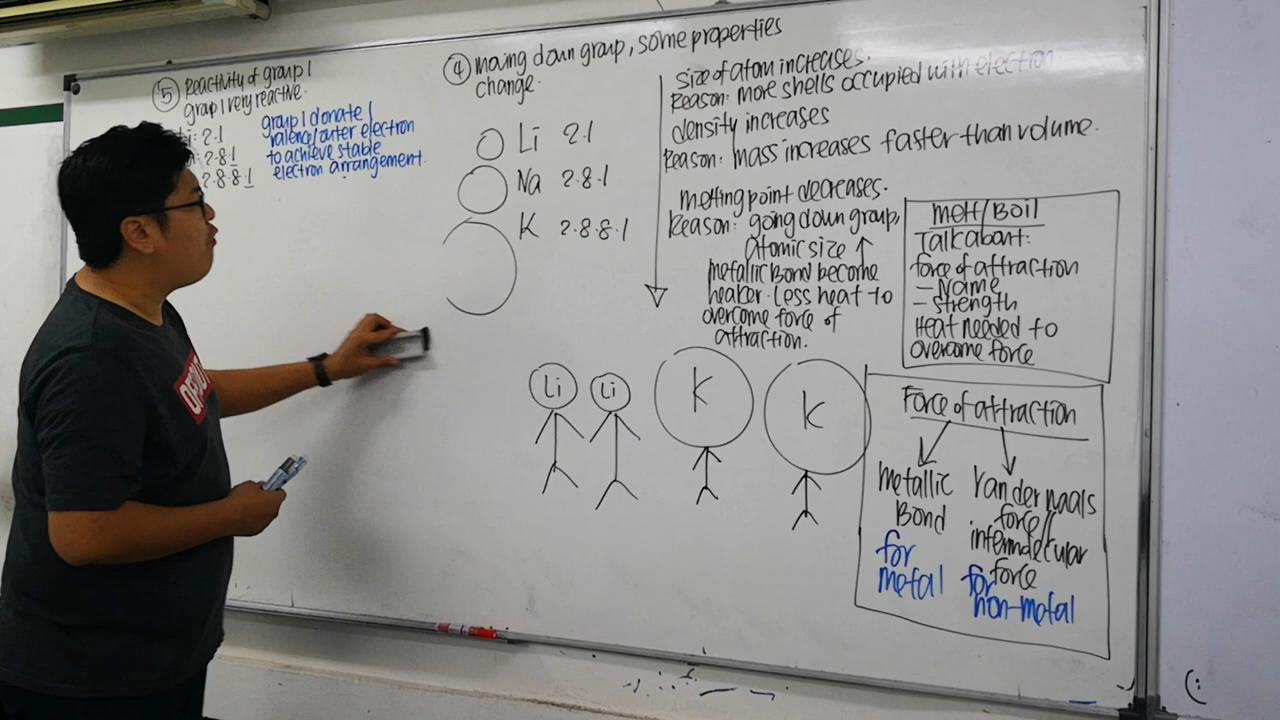 ⑤ Reactivity of group 1
group 1 very reactive.
Li: 2.1
2.8.1
2.8.8.1
group 1 donate 1
valence/outer electron
to achieve stable
electron arrangement.
④ moving down group, some properties
change.
Li 2.1
Na 2.8.1
K 2.8.8.1
size of atom increases.
Reason: more shells occupied with electron
density increases
Reason: mass increases faster than volume.
melting point decreases.
Reason: going down group,
Atomic size ↑
metallic Bond become
weaker. Less heat to
overcome force of
attraction.
melt/Boil
Talk about:
force of attraction
- Name
- strength
Heat needed to
overcome force
Li Li K K
Force of attraction
metallic
Bond
for
metal
Van der waals
force//
intermolecular
force
for
non-metal